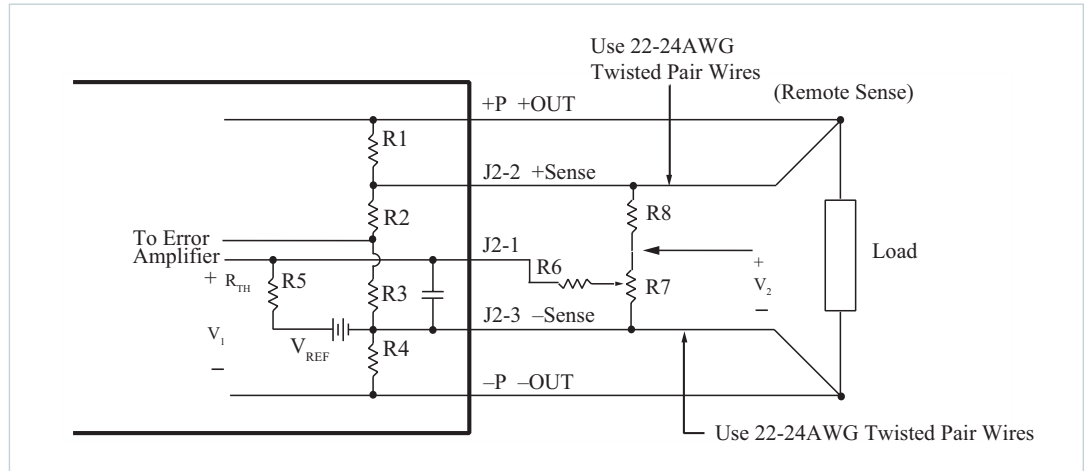 Use 22-24AWG
Twisted Pair Wires
(Remote Sense)
+P +OUT
R1
J2-2 +Sense
R2
R8
To Error
Amplifier
J2-1
+
R_TH
R5
R6
R3
R7
+
V_2
–
Load
V_1
–
V_REF
J2-3 –Sense
R4
–P –OUT
Use 22-24AWG Twisted Pair Wires